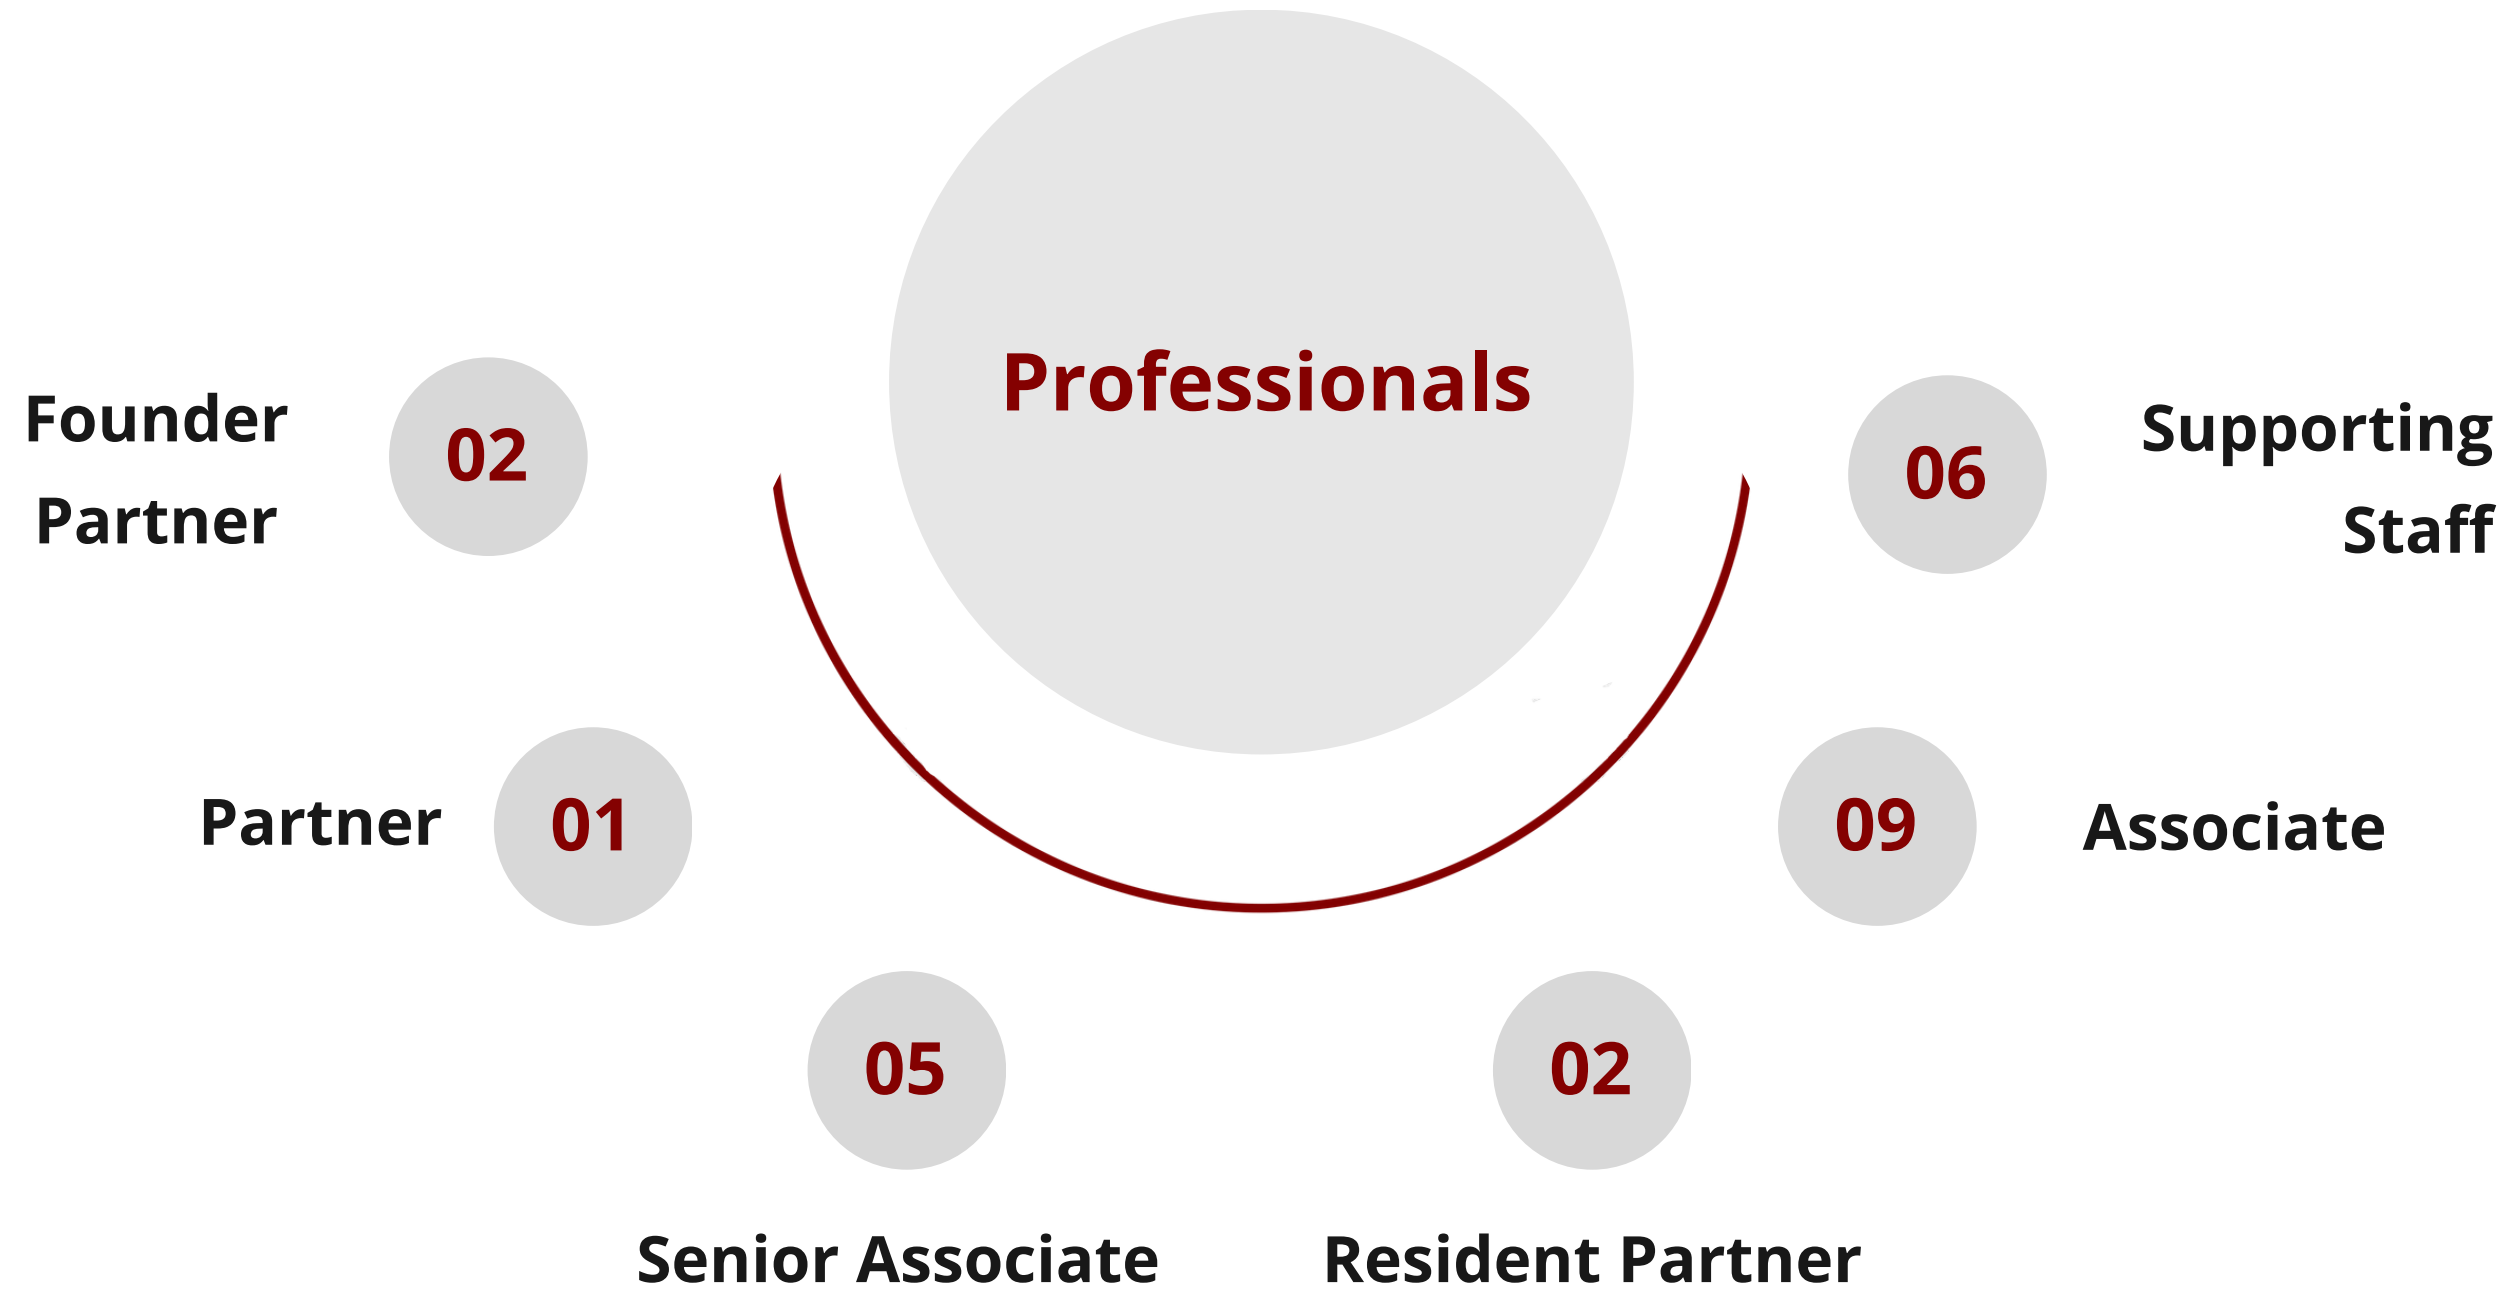 Professionals
Founder
Partner
02
Partner
01
05
Senior Associate
02
Resident Partner
09
Associate
06
Supporting
Staff